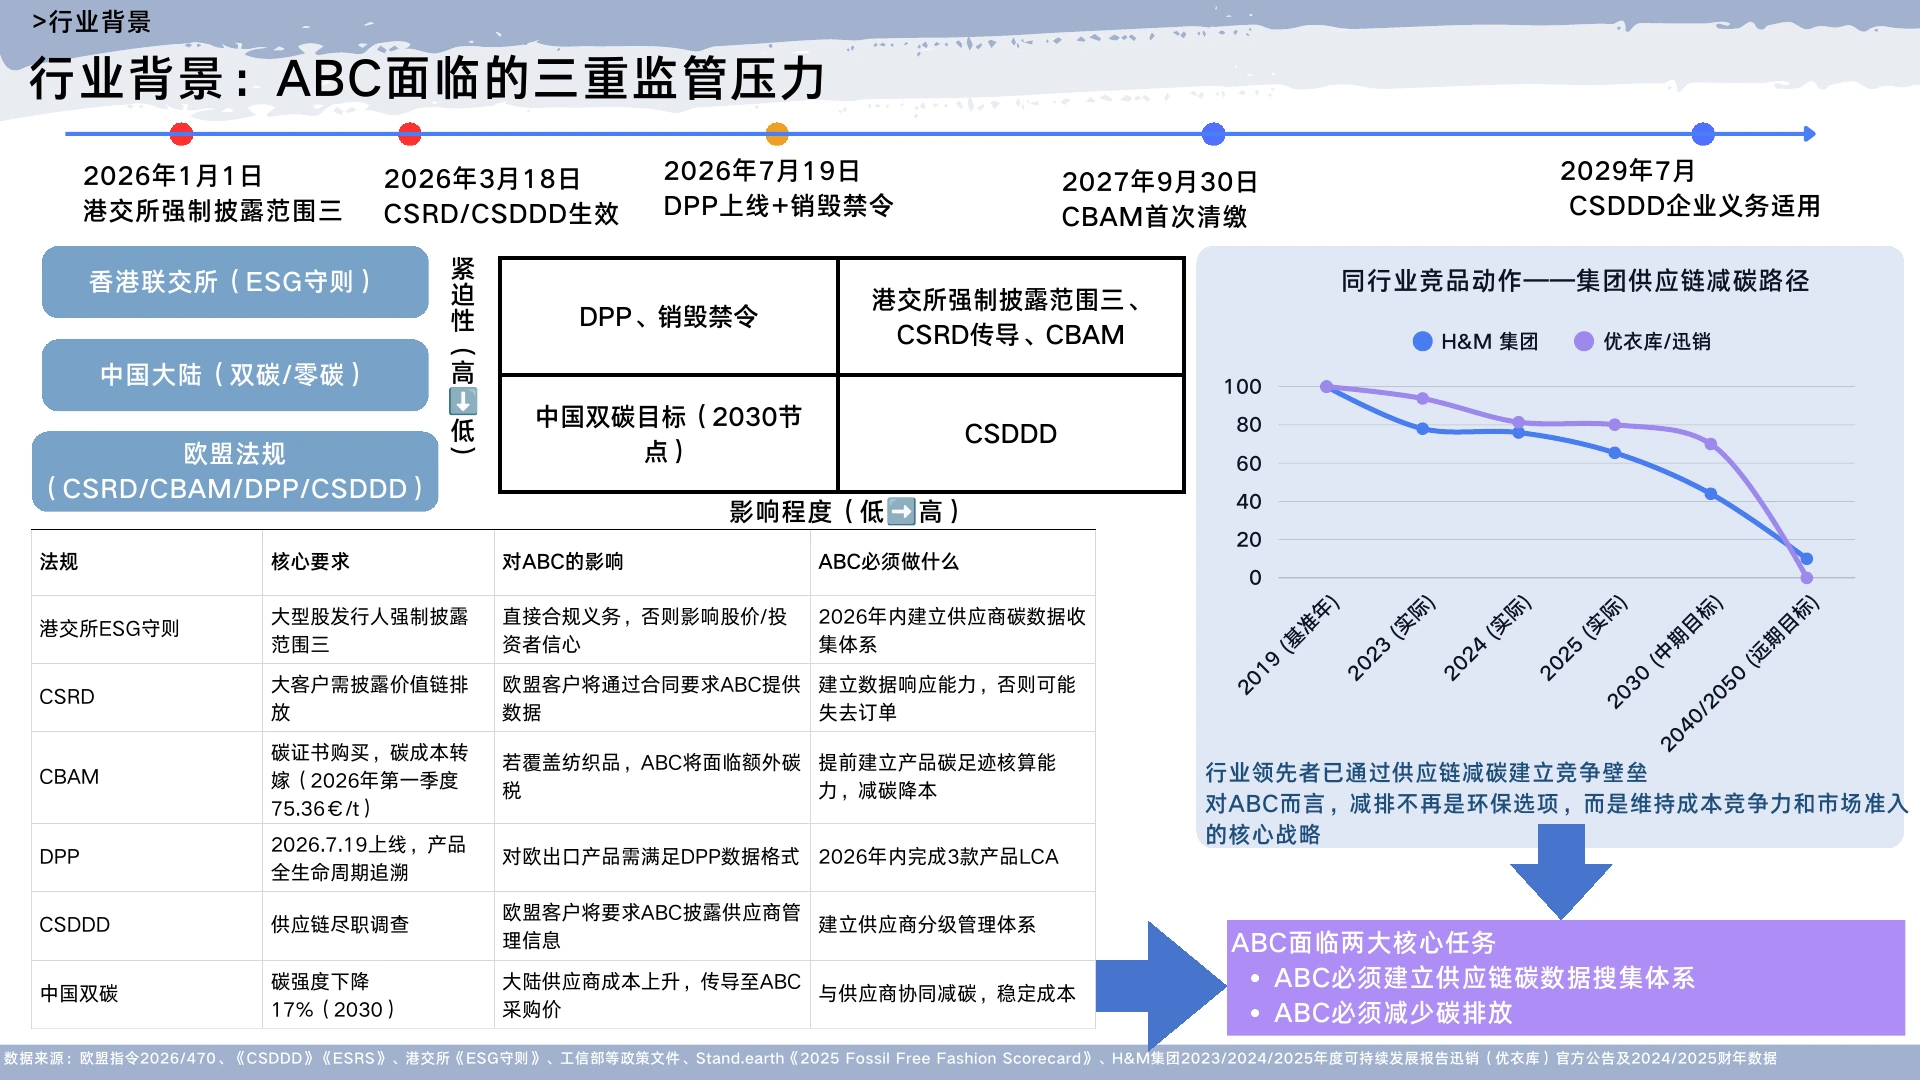 >行业背景
行业背景：ABC面临的三重监管压力
2026年1月1日
港交所强制披露范围三
2026年3月18日
CSRD/CSDDD生效
2026年7月19日
DPP上线+销毁禁令
2027年9月30日
CBAM首次清缴
2029年7月
CSDDD企业义务适用
香港联交所（ESG守则）
中国大陆（双碳/零碳）
欧盟法规
（CSRD/CBAM/DPP/CSDDD）
紧迫性（高⬇️低）
DPP、销毁禁令
港交所强制披露范围三、
CSRD传导、CBAM
中国双碳目标（2030节
点）
CSDDD
影响程度（低➡️高）
法规
核心要求
对ABC的影响
ABC必须做什么
港交所ESG守则
大型股发行人强制披露
范围三
直接合规义务，否则影响股价/投
资者信心
2026年内建立供应商碳数据收
集体系
CSRD
大客户需披露价值链排
放
欧盟客户将通过合同要求ABC提供
数据
建立数据响应能力，否则可能
失去订单
CBAM
碳证书购买，碳成本转
嫁（2026年第一季度
75.36€/t）
若覆盖纺织品，ABC将面临额外碳
税
提前建立产品碳足迹核算能
力，减碳降本
DPP
2026.7.19上线，产品
全生命周期追溯
对欧出口产品需满足DPP数据格式
2026年内完成3款产品LCA
CSDDD
供应链尽职调查
欧盟客户将要求ABC披露供应商管
理信息
建立供应商分级管理体系
中国双碳
碳强度下降
17%（2030）
大陆供应商成本上升，传导至ABC
采购价
与供应商协同减碳，稳定成本
同行业竞品动作——集团供应链减碳路径
H&M 集团
优衣库/迅销
100
80
60
40
20
0
2019 (基准年)
2023 (实际)
2024 (实际)
2025 (实际)
2030 (中期目标)
2040/2050 (远期目标)
行业领先者已通过供应链减碳建立竞争壁垒
对ABC而言，减排不再是环保选项，而是维持成本竞争力和市场准入
的核心战略
ABC面临两大核心任务
• ABC必须建立供应链碳数据搜集体系
• ABC必须减少碳排放
数据来源：欧盟指令2026/470、《CSDDD》《ESRS》、港交所《ESG守则》、工信部等政策文件、Stand.earth《2025 Fossil Free Fashion Scorecard》、H&M集团2023/2024/2025年度可持续发展报告迅销（优衣库）官方公告及2024/2025财年数据